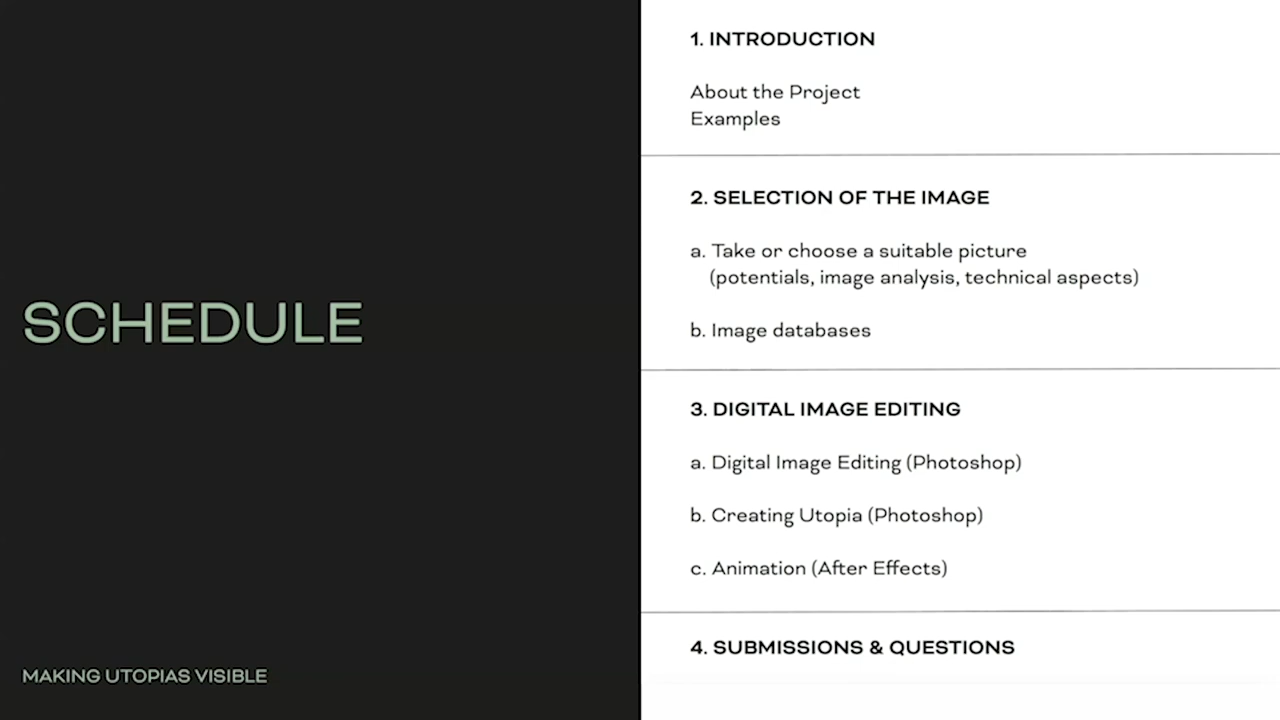 SCHEDULE
MAKING UTOPIAS VISIBLE
1. INTRODUCTION
About the Project
Examples
2. SELECTION OF THE IMAGE
a. Take or choose a suitable picture
(potentials, image analysis, technical aspects)
b. Image databases
3. DIGITAL IMAGE EDITING
a. Digital Image Editing (Photoshop)
b. Creating Utopia (Photoshop)
c. Animation (After Effects)
4. SUBMISSIONS & QUESTIONS